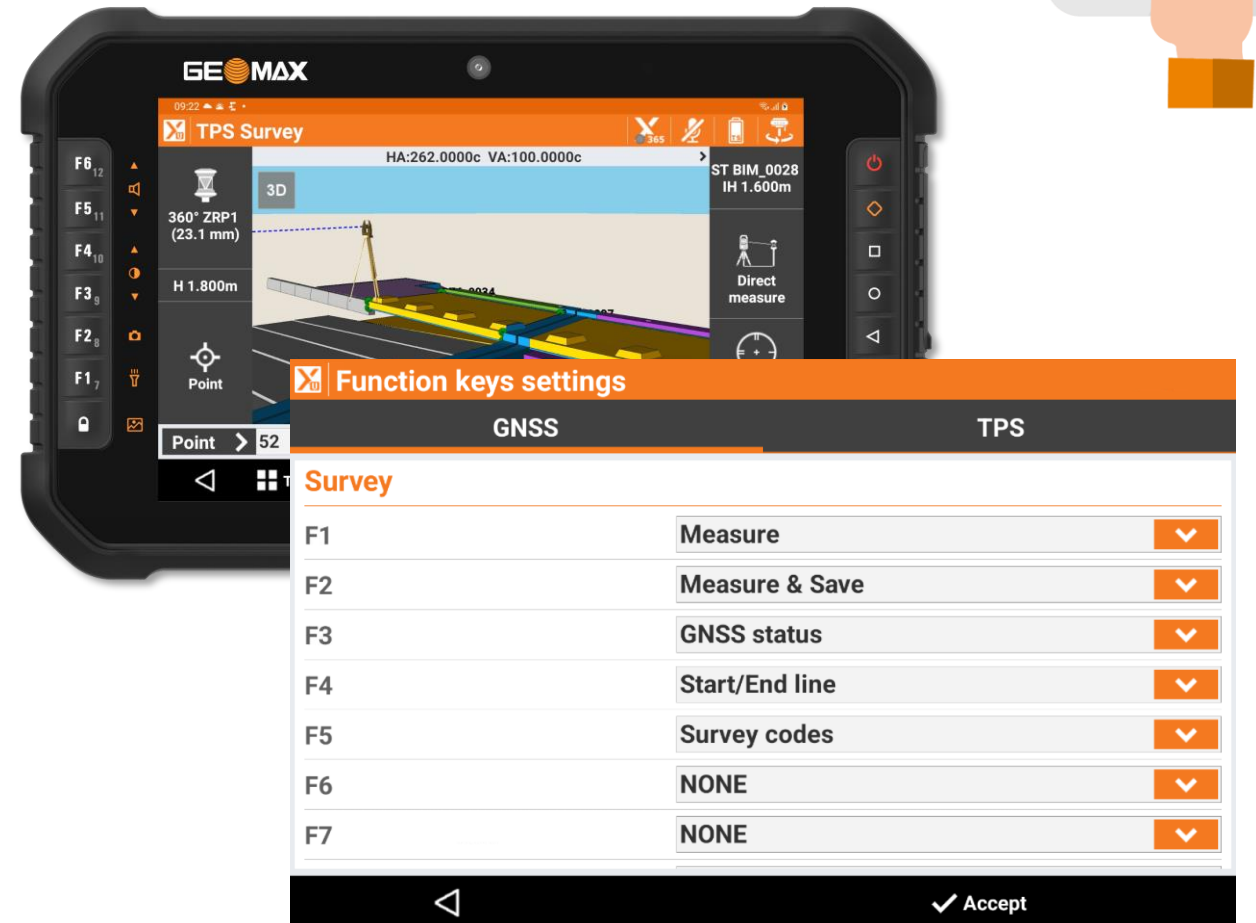 GEOMAX
09:22
TPS Survey
365
HA:262.0000c VA:100.0000c
3D
360° ZRP1
(23.1 mm)
H 1.800m
Point
ST BIM_0028
IH 1.600m
Direct
measure
Point 52
F6 12
F5 11
F4 10
F3 9
F2 8
F1 7
Function keys settings
GNSS
TPS
Survey
F1 Measure
F2 Measure & Save
F3 GNSS status
F4 Start/End line
F5 Survey codes
F6 NONE
F7 NONE
Accept